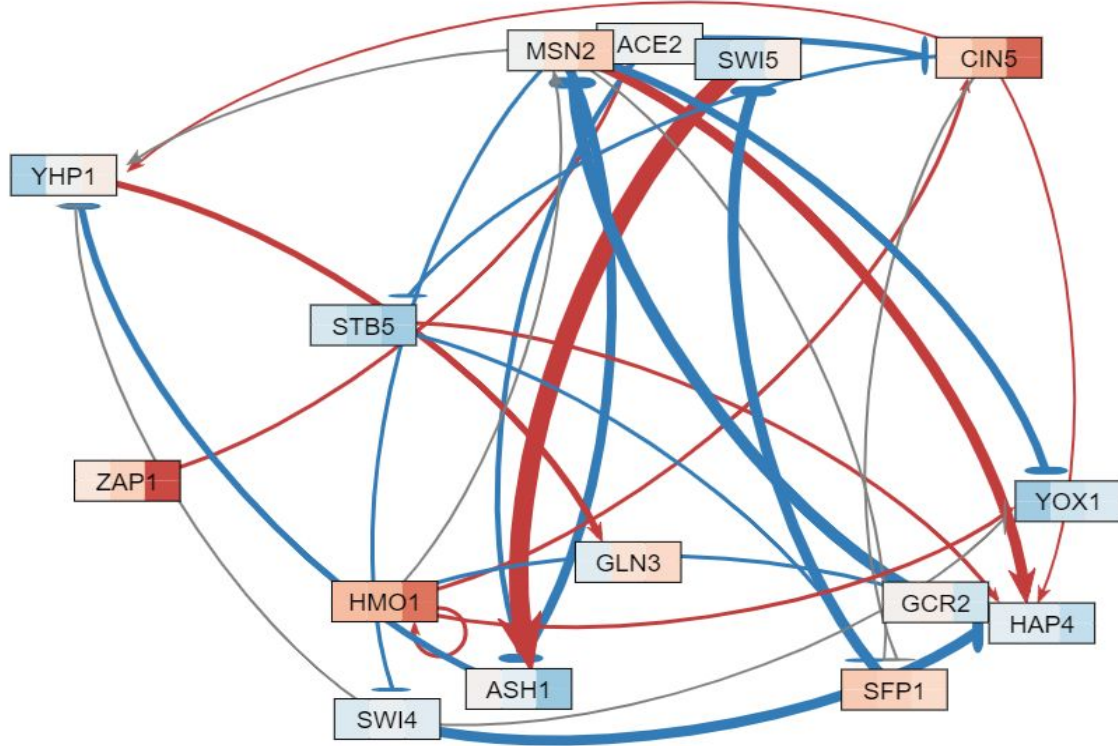 MSN2
ACE2
SWI5
CIN5
YHP1
STB5
ZAP1
YOX1
GLN3
HMO1
GCR2
HAP4
ASH1
SFP1
SWI4